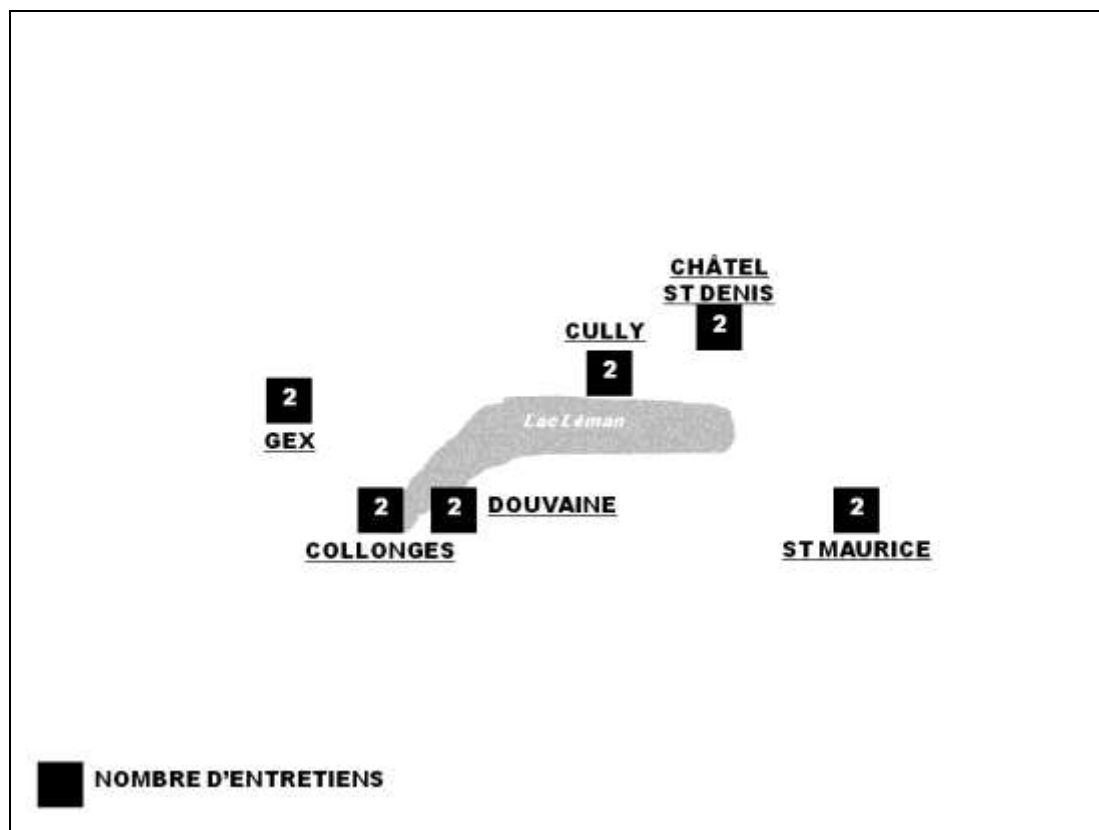 CHÂTEL
ST DENIS
2
CULLY
2
2
GEX
Lac Léman
2
COLLONGES
2
DOUVAINE
2
ST MAURICE
NOMBRE D'ENTRETIENS